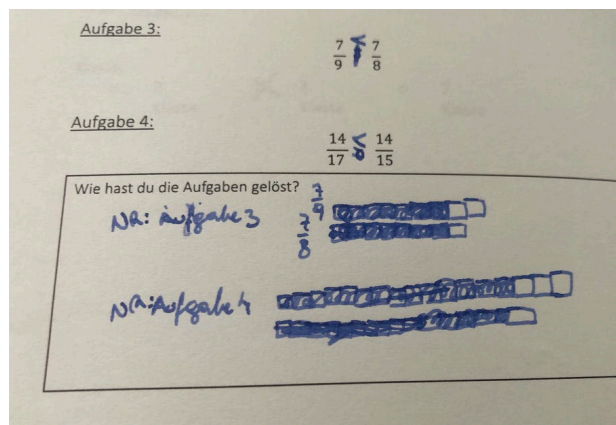 Aufgabe 3:
7/9 < 7/8
Aufgabe 4:
14/17 < 14/15
Wie hast du die Aufgaben gelöst?
NR: Aufgabe 3
7/9
7/8
NR: Aufgabe 4